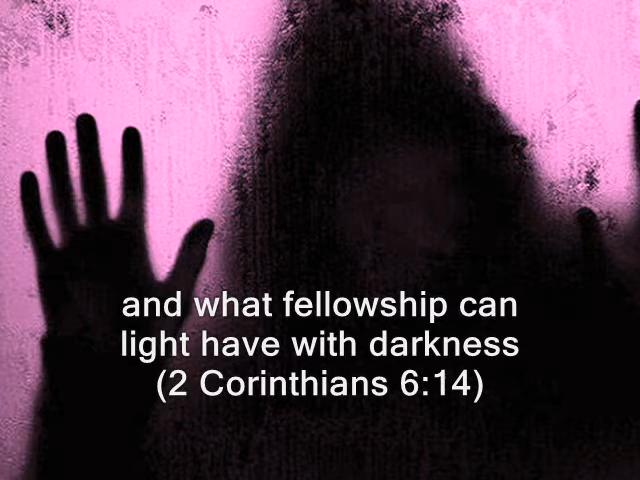 and what fellowship can
light have with darkness
(2 Corinthians 6:14)